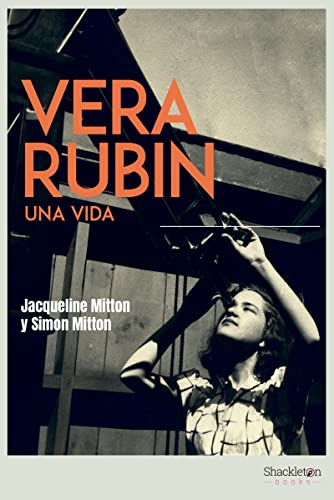 VERA
RUBIN
UNA VIDA
Jacqueline Mitton
y Simon Mitton
Shackleton
books